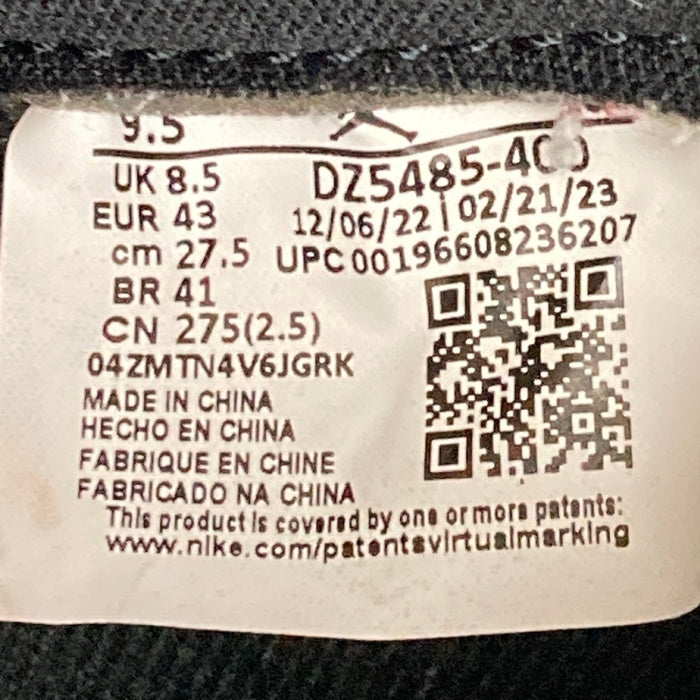 9.5
UK 8.5
EUR 43
cm 27.5
BR 41
CN 275(2.5)
04ZMTN4V6JGRK
DZ5485-400
12/06/22 | 02/21/23
UPC 00196608236207
MADE IN CHINA
HECHO EN CHINA
FABRIQUE EN CHINE
FABRICADO NA CHINA
This product is covered by one or more patents:
www.nike.com/patentsvirtualmarking